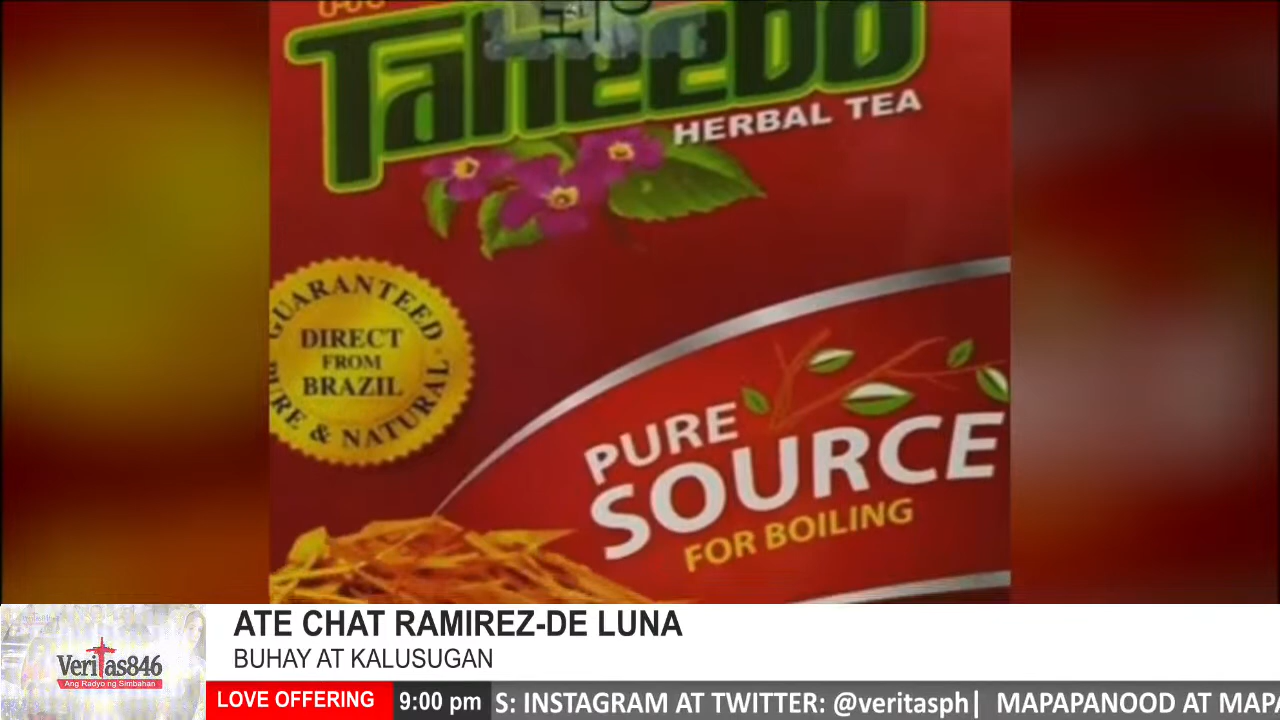 Taheebo
HERBAL TEA
GUARANTEED
DIRECT
FROM
BRAZIL
PURE & NATURAL
PURE
SOURCE
FOR BOILING
ATE CHAT RAMIREZ-DE LUNA
BUHAY AT KALUSUGAN
Veritas846
Ang Radyo ng Simbahan
LOVE OFFERING
9:00 pm
S: INSTAGRAM AT TWITTER: @veritasph| MAPAPANOOD AT MAPA